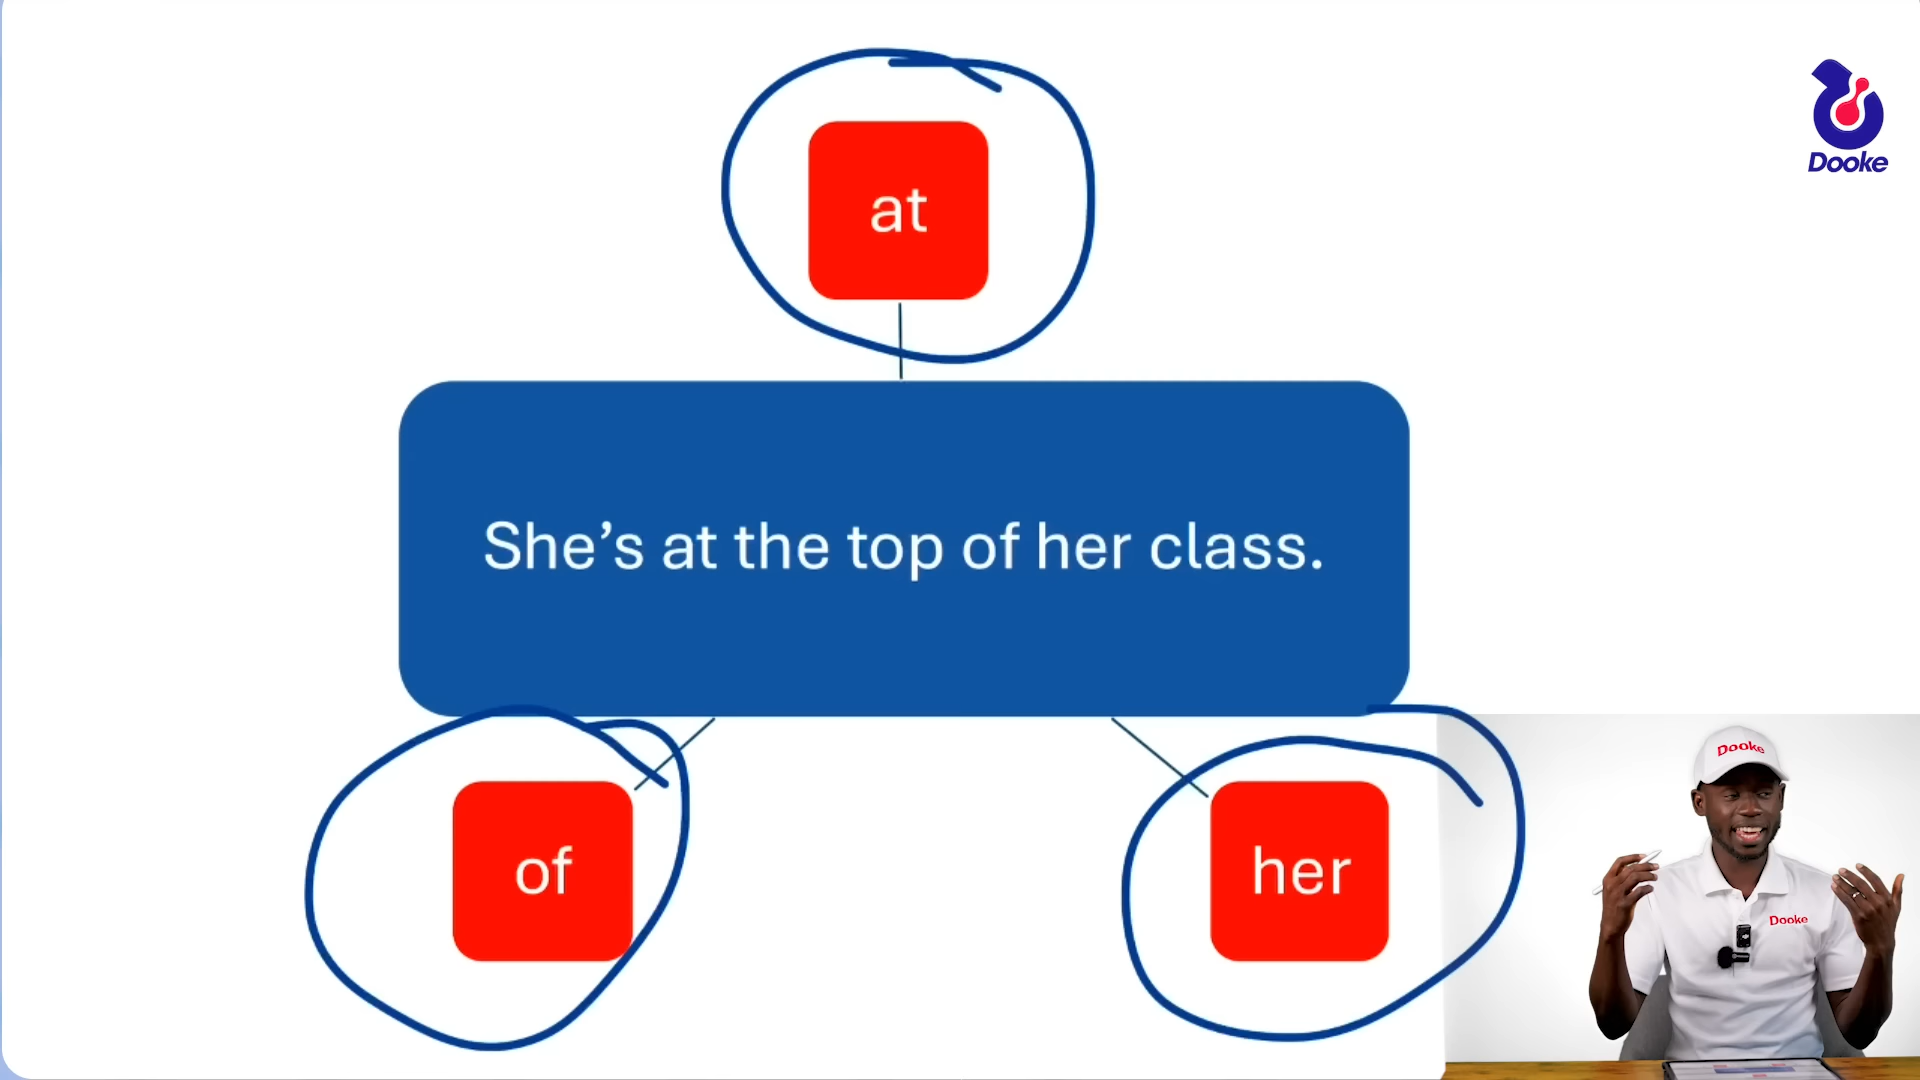 at
Dooke
She's at the top of her class.
of
her
Dooke
Dooke